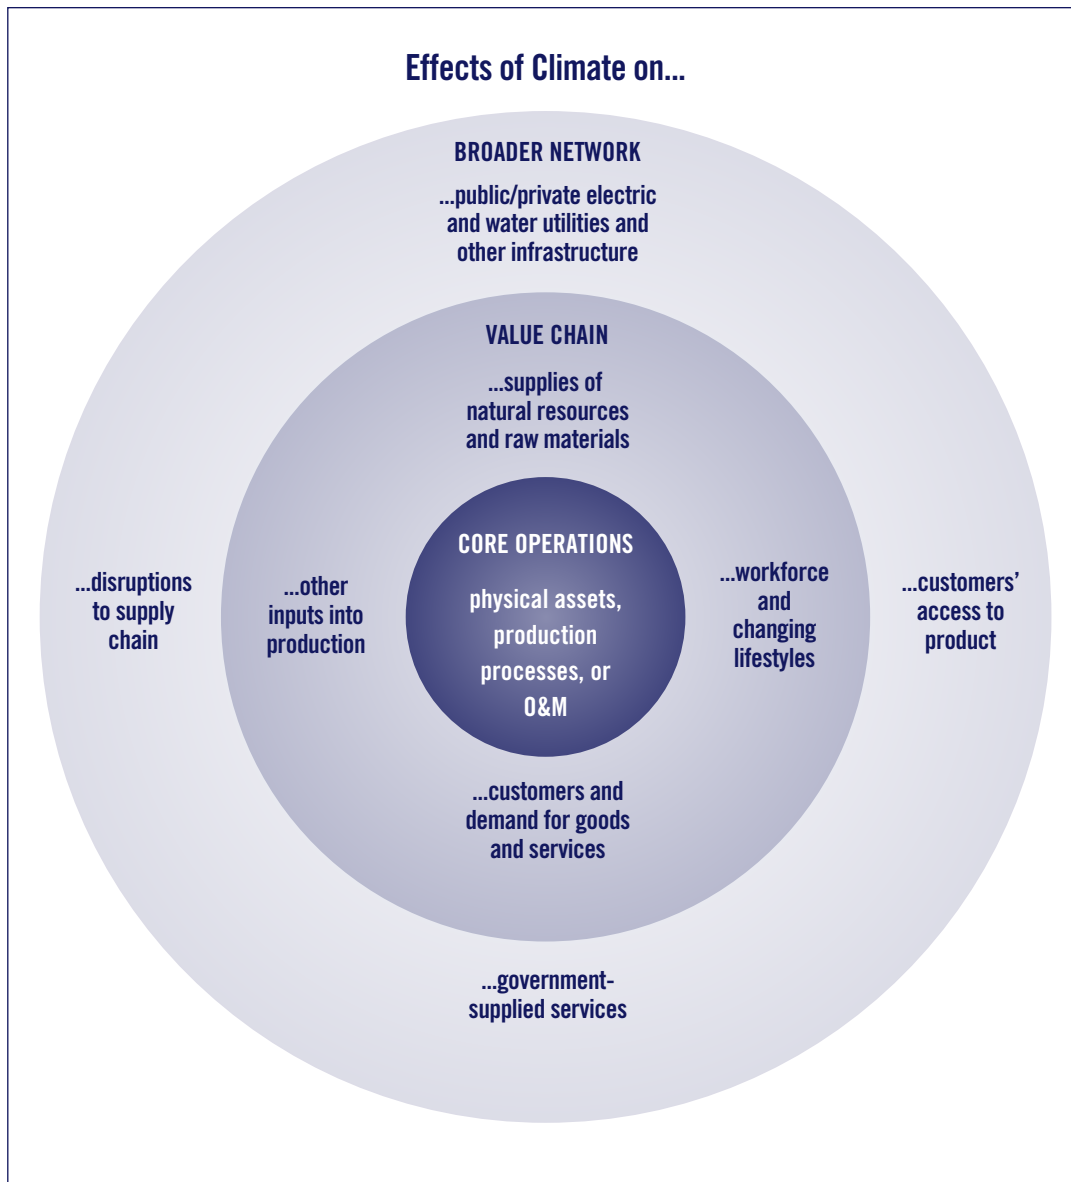 Effects of Climate on...
BROADER NETWORK
...public/private electric
and water utilities and
other infrastructure
VALUE CHAIN
...supplies of
natural resources
and raw materials
CORE OPERATIONS
physical assets,
production
processes, or
O&M
...disruptions
to supply
chain
...other
inputs into
production
...workforce
and
changing
lifestyles
...customers’
access to
product
...customers and
demand for goods
and services
...government-
supplied services